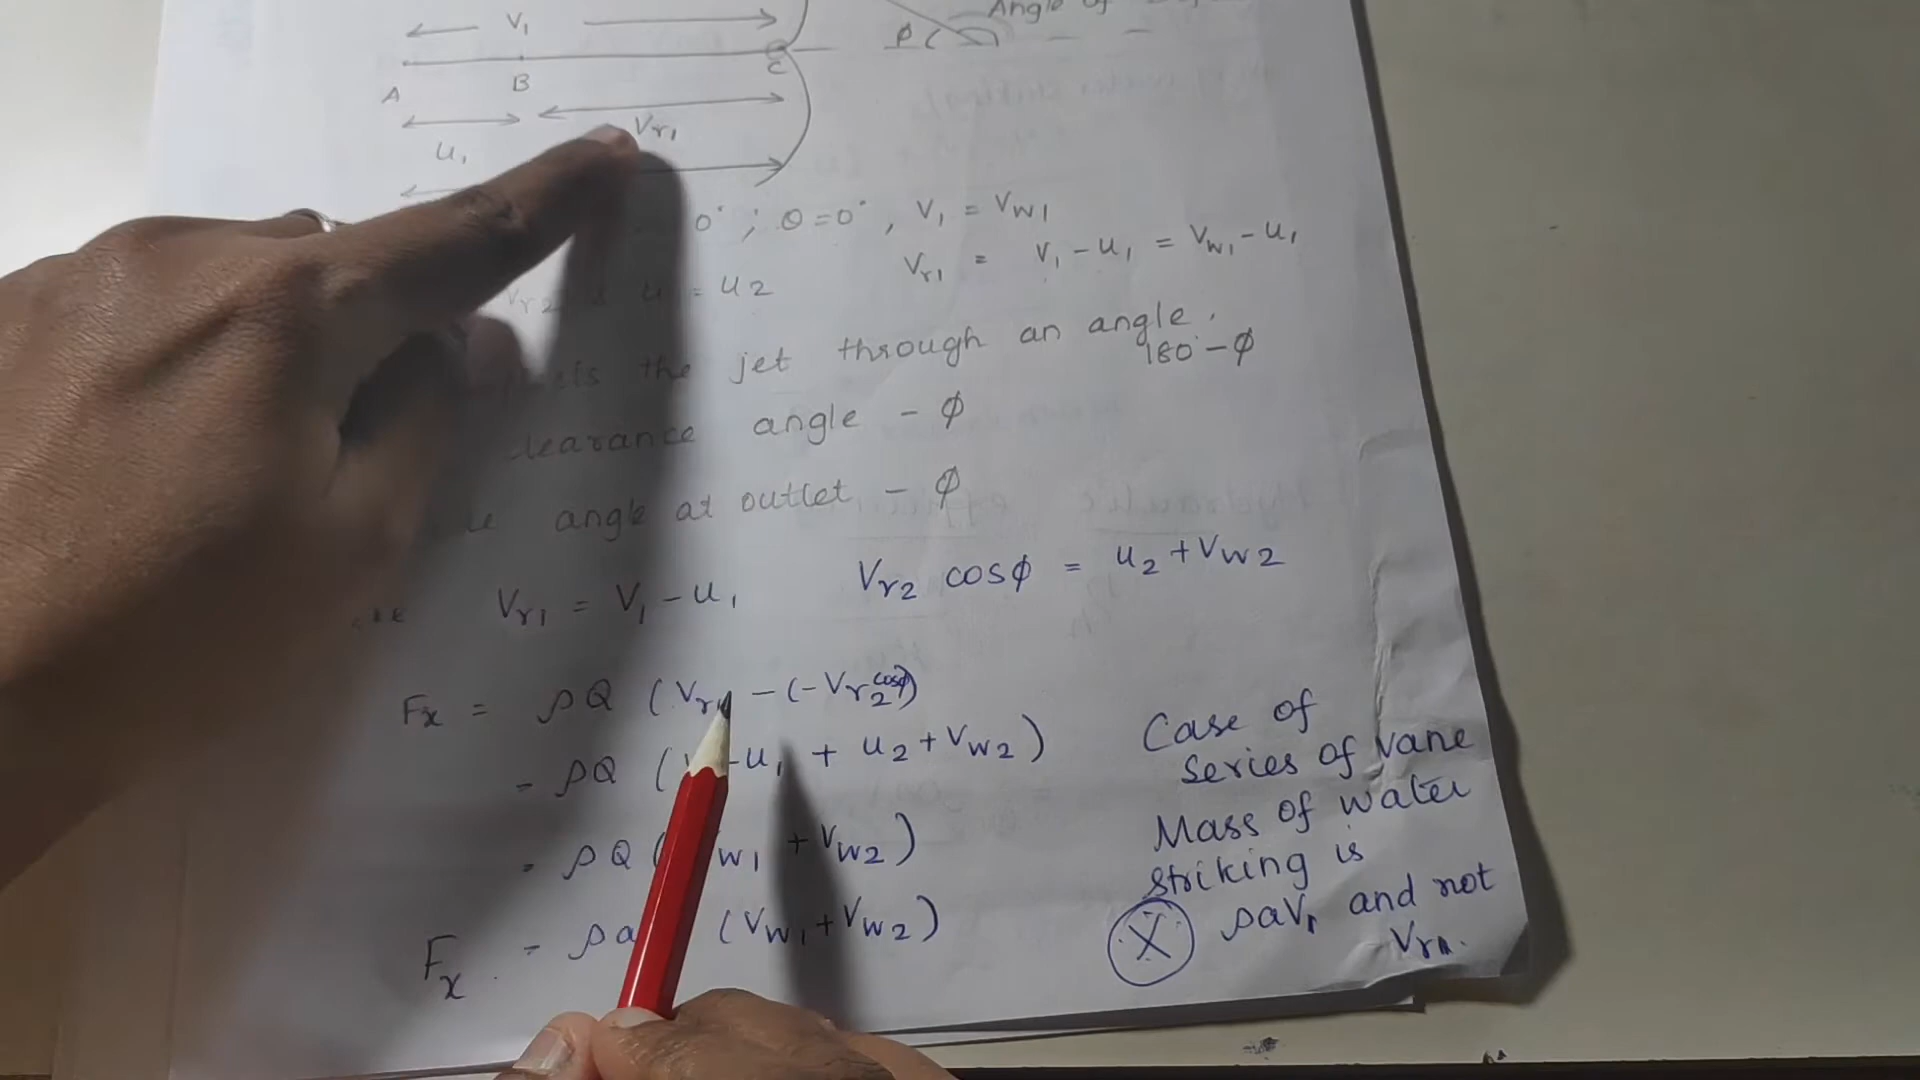 Angle of
V1
ϕ
A B C
Vr1
u1
0° ; θ = 0° , V1 = Vw1
Vr1 = V1 - u1 = Vw1 - u1
Vr2 u = u2
the jet through an angle.
180 - ϕ
clearance angle - ϕ
angle at outlet - ϕ
Vr1 = V1 - u1 Vr2 cosϕ = u2 + Vw2
Fx = ρQ (Vr1 - (-Vr2 cosϕ)
= ρQ ( - u1 + u2 + Vw2)
= ρQ ( w1 + Vw2)
Fx = ρa (Vw1 + Vw2)
Case of
series of vane
Mass of water
striking is
X ρaV1 and not
Vr1.